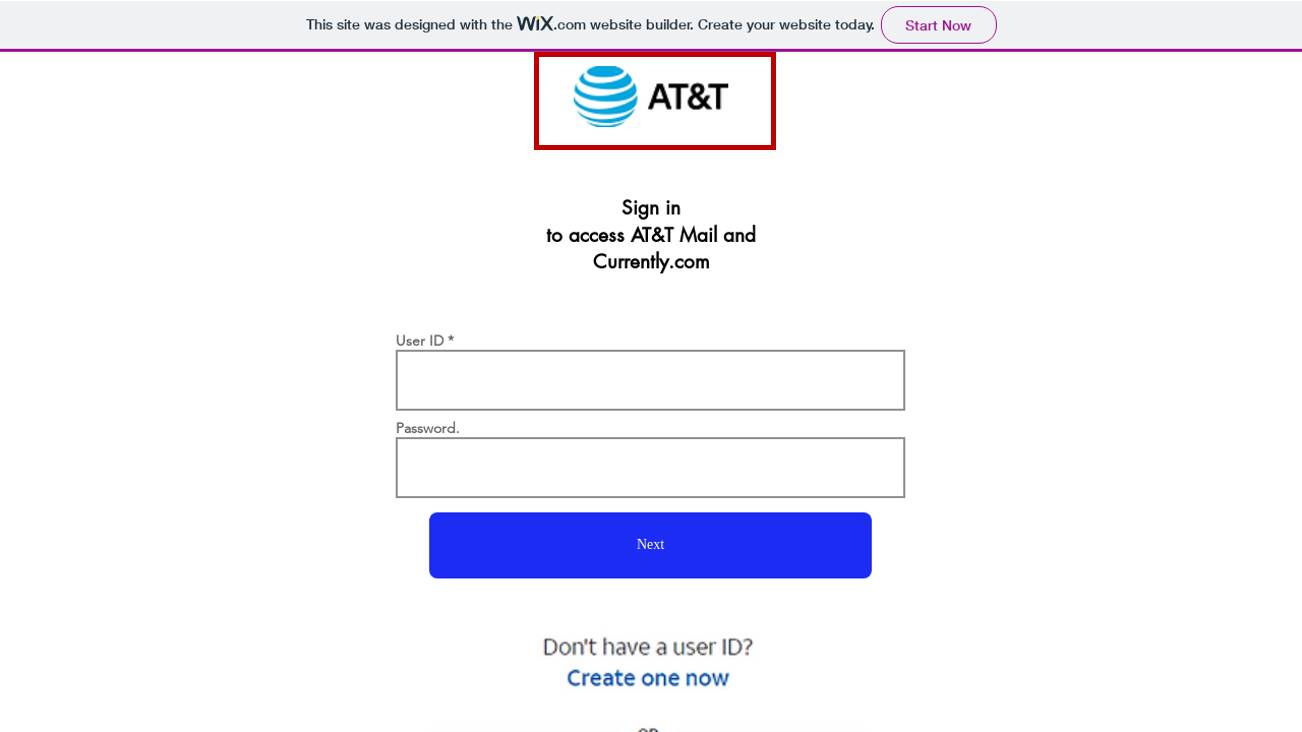 This site was designed with the WiX.com website builder. Create your website today. Start Now
AT&T
Sign in
to access AT&T Mail and
Currently.com
User ID *
Password.
Next
Don't have a user ID?
Create one now